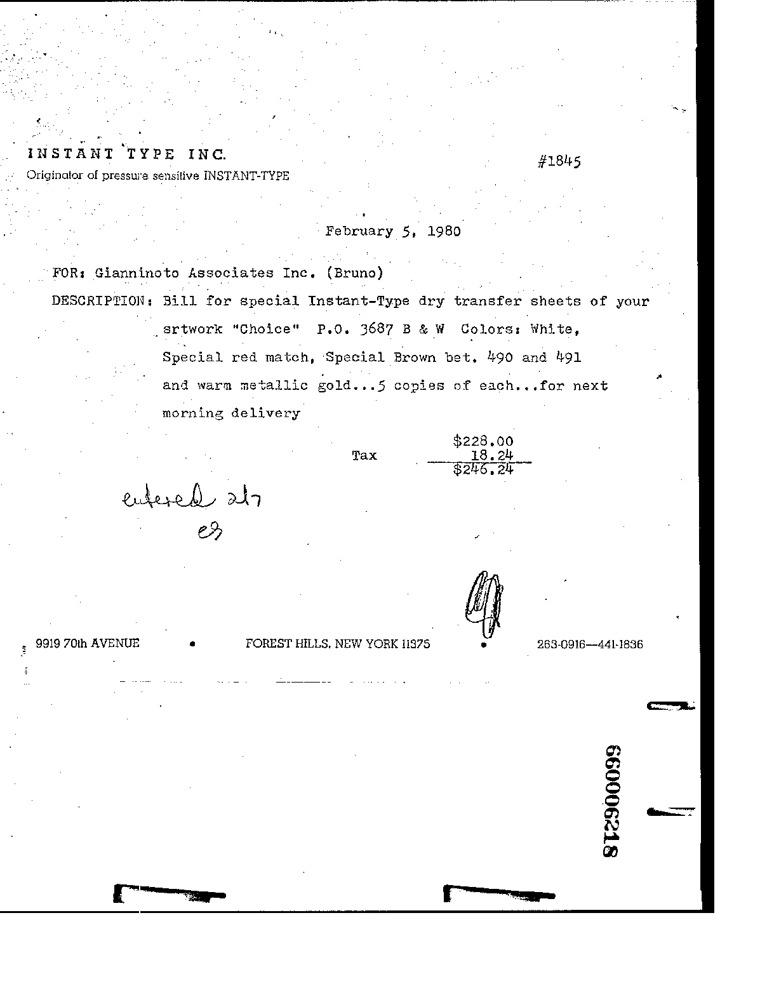 INSTANT TYPE INC.
#1845
Originator of pressure sensitive INSTANT-TYPE
February 5, 1980
FOR: Gianninoto Associates Inc. (Bruno)
DESCRIPTION: Bill for special Instant-Type dry transfer sheets of your
srtwork "Choice" P.O. 3687 B & W Colors: White,
Special red match, Special Brown bet. 490 and 491
and warm metallic gold...5 copies of each...for next
morning delivery
$228.00
Tax 18.24
$246.24
entered 2/7
9919 70th AVENUE • FOREST HILLS, NEW YORK 11375 • 263-0916—441-1836
660006218